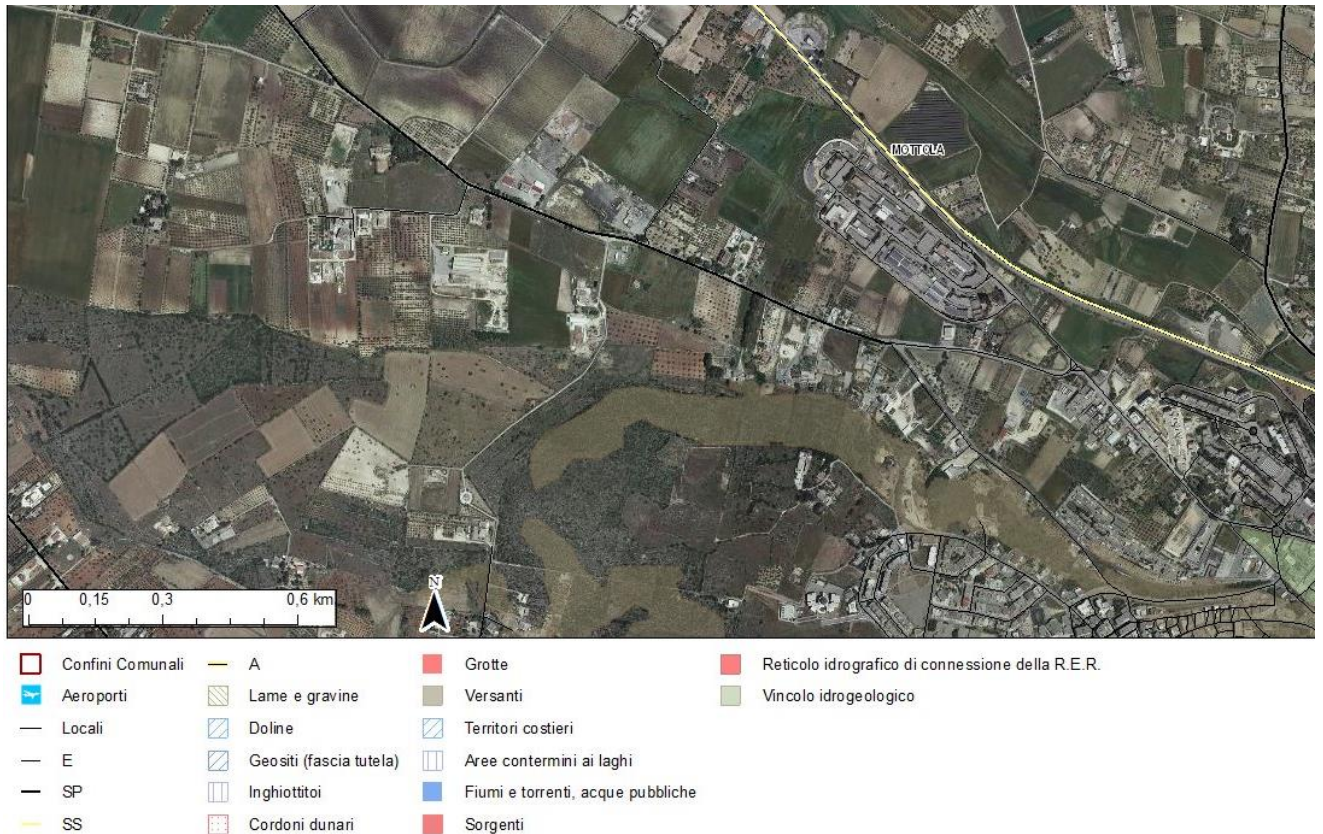 MOTTOLA
N
0 0,15 0,3 0,6 km
Confini Comunali
Aeroporti
Locali
E
SP
SS
A
Lame e gravine
Doline
Geositi (fascia tutela)
Inghiottitoi
Cordoni dunari
Grotte
Versanti
Territori costieri
Aree contermini ai laghi
Fiumi e torrenti, acque pubbliche
Sorgenti
Reticolo idrografico di connessione della R.E.R.
Vincolo idrogeologico